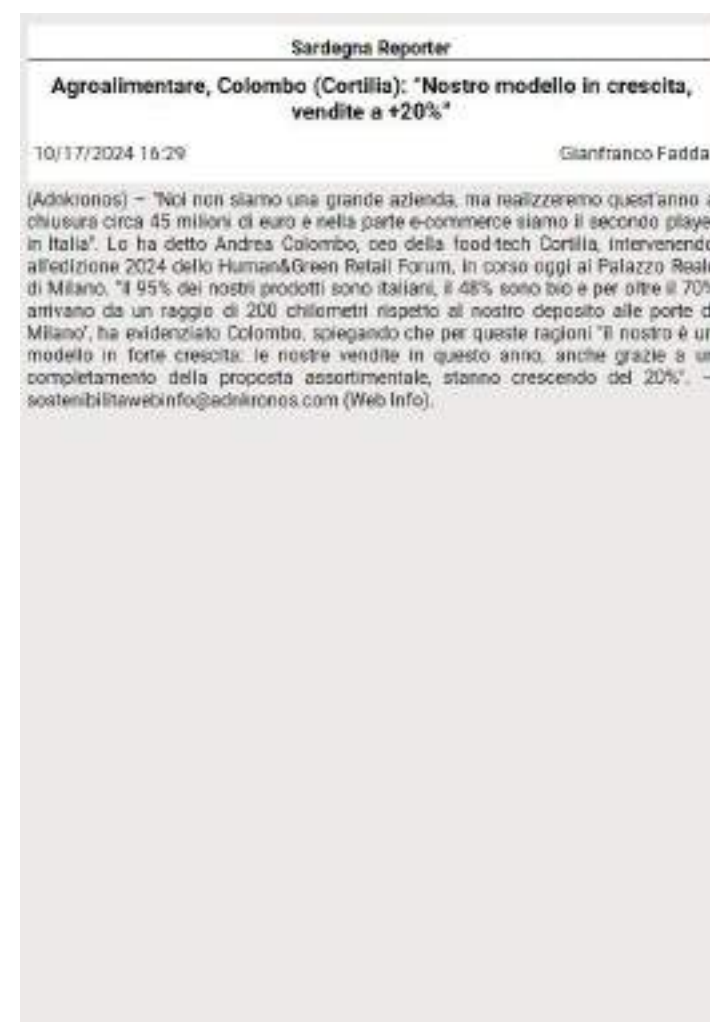 Sardegna Reporter
Agroalimentare, Colombo (Cortilia): "Nostro modello in crescita,
vendite a +20%"
10/17/2024 16:29
Gianfranco Fadda
(Adnkronos) – "Noi non siamo una grande azienda, ma realizzeremo quest'anno a
chiusura circa 45 milioni di euro e nella parte e-commerce siamo il secondo playe
in Italia". Lo ha detto Andrea Colombo, ceo della food-tech Cortilia, intervenendo
all'edizione 2024 dello Human&Green Retail Forum, in corso oggi al Palazzo Reale
di Milano. "Il 95% dei nostri prodotti sono italiani, il 48% sono bio e per oltre il 70%
arrivano da un raggio di 200 chilometri rispetto al nostro deposito alle porte d
Milano", ha evidenziato Colombo, spiegando che per queste ragioni "il nostro è un
modello in forte crescita: le nostre vendite in questo anno, anche grazie a un
completamento della proposta assortimentale, stanno crescendo del 20%". –
sostenibilitawebinfo@adnkronos.com (Web Info).